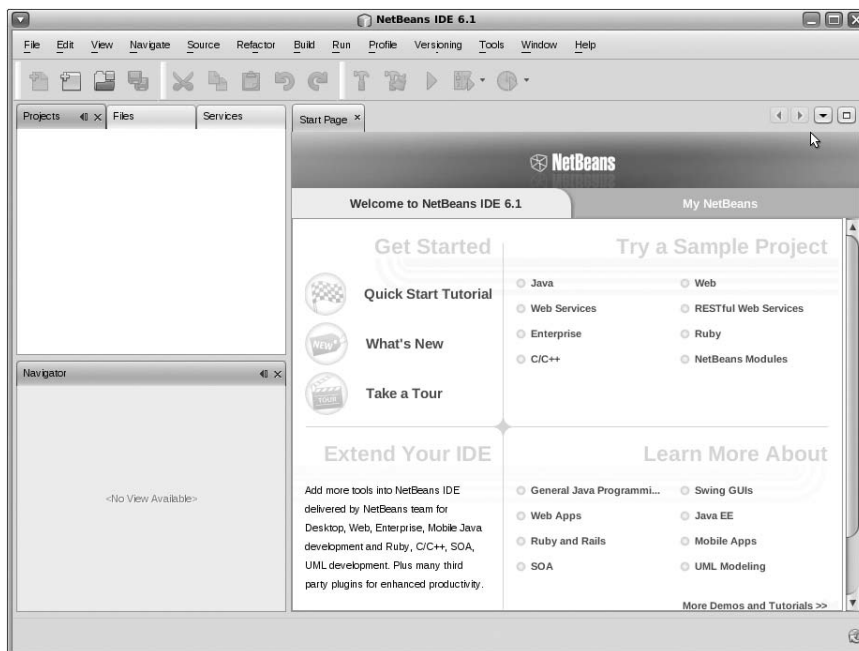 NetBeans IDE 6.1
File Edit View Navigate Source Refactor Build Run Profile Versioning Tools Window Help
Projects Files Services
Start Page
NetBeans
Welcome to NetBeans IDE 6.1
My NetBeans
Get Started
Quick Start Tutorial
NEW
What's New
TOUR
Take a Tour
Try a Sample Project
Java
Web
Web Services
RESTful Web Services
Enterprise
Ruby
C/C++
NetBeans Modules
Navigator
<No View Available>
Extend Your IDE
Add more tools into NetBeans IDE
delivered by NetBeans team for
Desktop, Web, Enterprise, Mobile Java
development and Ruby, C/C++, SOA,
UML development. Plus many third
party plugins for enhanced productivity.
Learn More About
General Java Programmi...
Swing GUIs
Web Apps
Java EE
Ruby and Rails
Mobile Apps
SOA
UML Modeling
More Demos and Tutorials >>